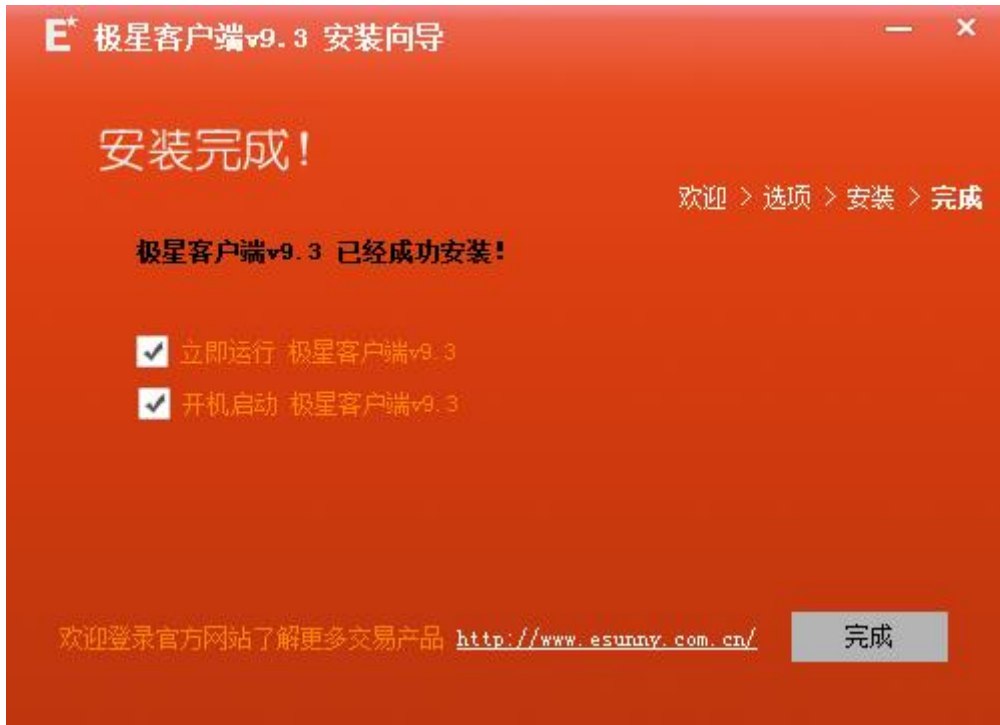 E* 极星客户端v9.3 安装向导
安装完成！
欢迎 > 选项 > 安装 > 完成
极星客户端v9.3 已经成功安装！
立即运行 极星客户端v9.3
开机启动 极星客户端v9.3
欢迎登录官方网站了解更多交易产品 http://www.esunny.com.cn/ 完成